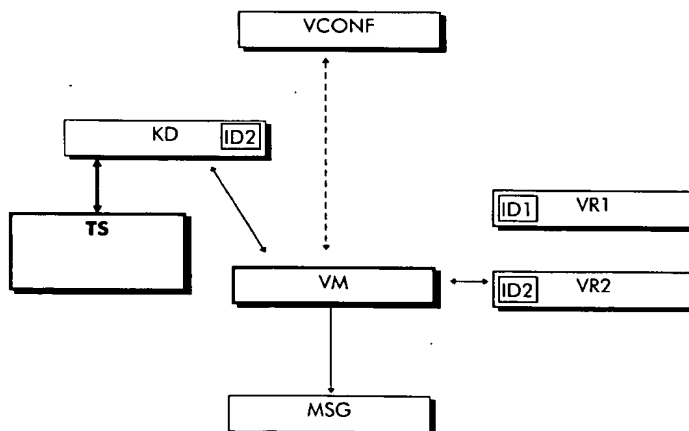 VCONF
KD ID2
TS
ID1 VR1
VM
ID2 VR2
MSG